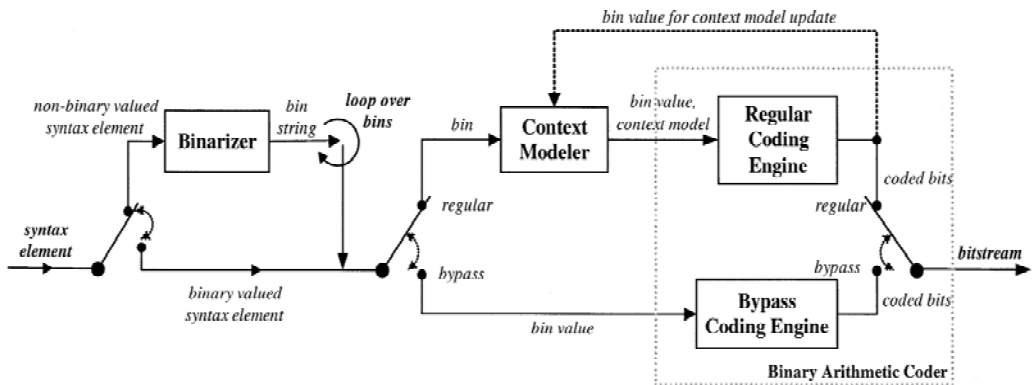 bin value for context model update
non-binary valued
syntax element
bin
string
loop over
bins
Binarizer
bin
Context
Modeler
bin value,
context model
Regular
Coding
Engine
coded bits
regular
regular
syntax
element
bypass
bypass
bitstream
binary valued
syntax element
bin value
Bypass
Coding Engine
coded bits
Binary Arithmetic Coder